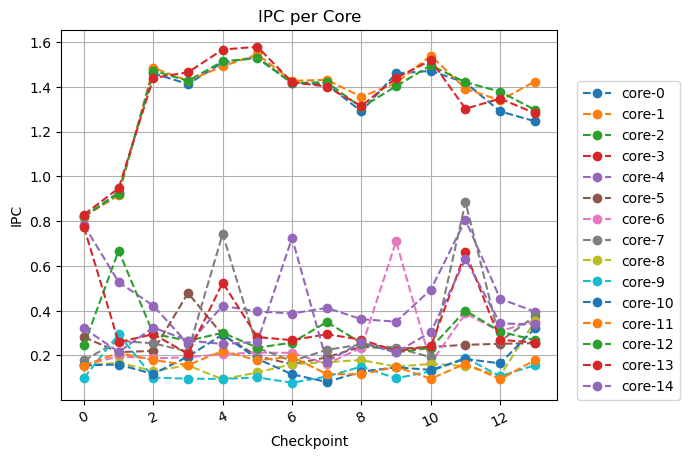 IPC per Core
1.6
1.4
1.2
1.0
0.8
0.6
0.4
0.2
IPC
0 2 4 6 8 10 12
Checkpoint
core-0
core-1
core-2
core-3
core-4
core-5
core-6
core-7
core-8
core-9
core-10
core-11
core-12
core-13
core-14